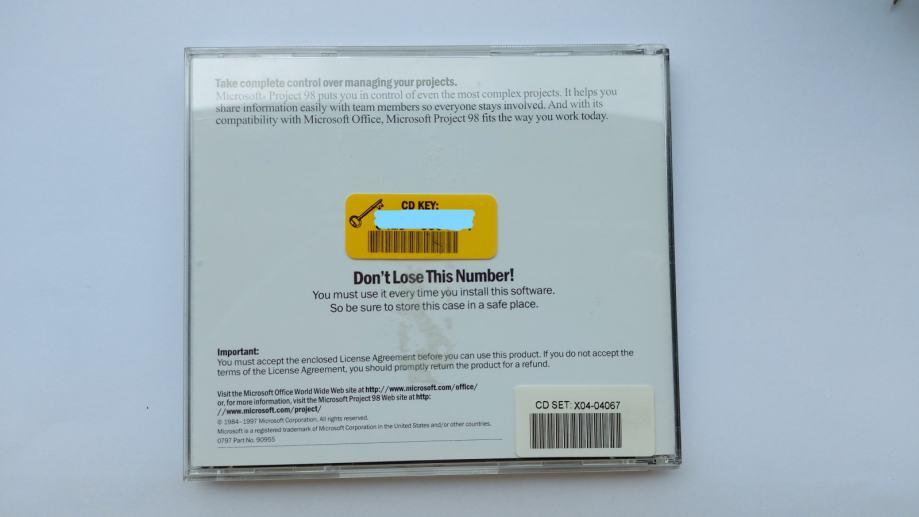 Take complete control over managing your projects.
Microsoft® Project 98 puts you in control of even the most complex projects. It helps you
share information easily with team members so everyone stays involved. And with its
compatibility with Microsoft Office, Microsoft Project 98 fits the way you work today.
CD KEY:
Don't Lose This Number!
You must use it every time you install this software.
So be sure to store this case in a safe place.
Important:
You must accept the enclosed License Agreement before you can use this product. If you do not accept the
terms of the License Agreement, you should promptly return the product for a refund.
Visit the Microsoft Office World Wide Web site at http://www.microsoft.com/office/
or, for more information, visit the Microsoft Project 98 Web site at http:
//www.microsoft.com/project/
© 1984–1997 Microsoft Corporation. All rights reserved.
Microsoft is a registered trademark of Microsoft Corporation in the United States and/or other countries.
0797 Part No. 90955
CD SET: X04-04067